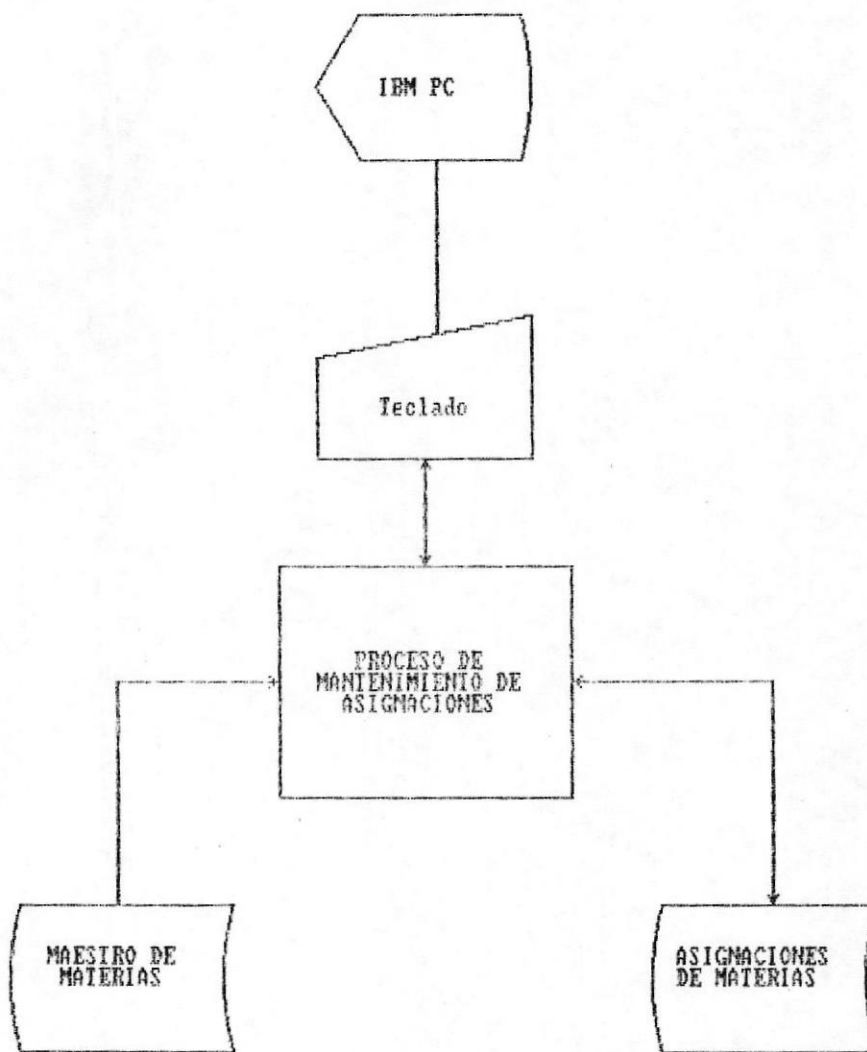 IBM PC
Teclado
PROCESO DE
MANTENIMIENTO DE
ASIGNACIONES
MAESTRO DE
MATERIAS
ASIGNACIONES
DE MATERIAS